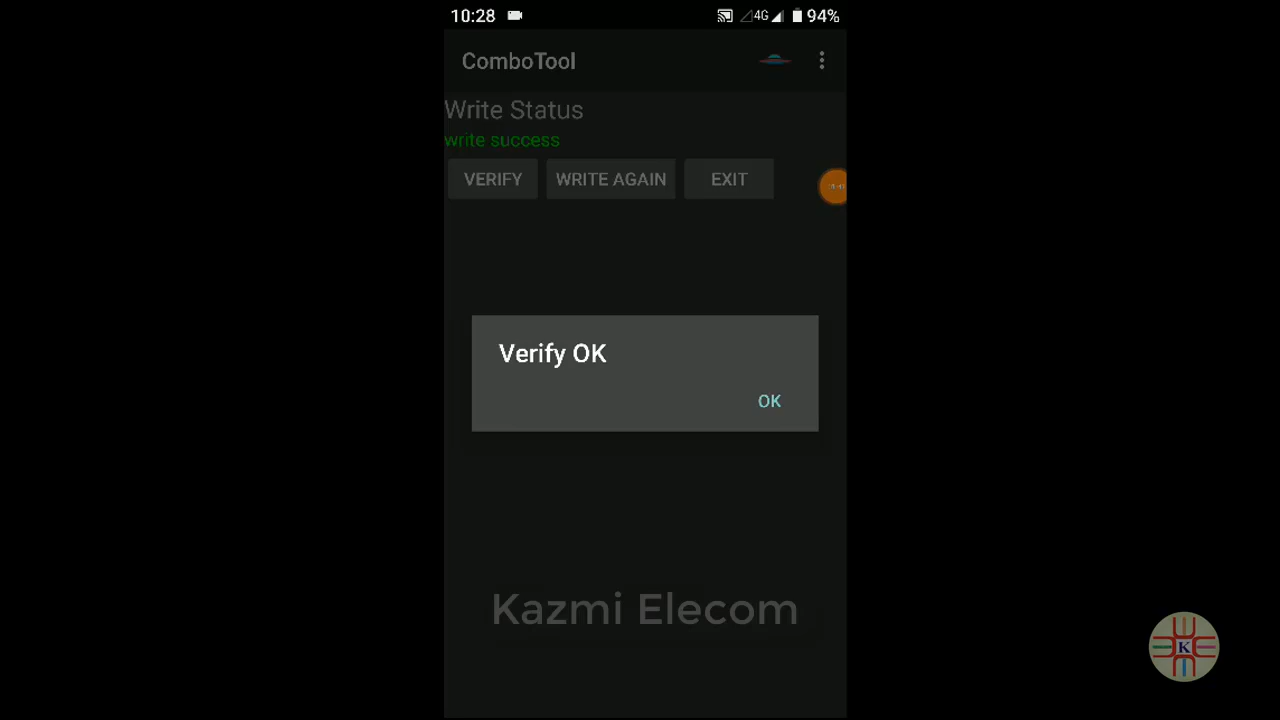 10:28 4G 94%
ComboTool
Write Status
write success
VERIFY WRITE AGAIN EXIT
Verify OK
OK
Kazmi Elecom
K